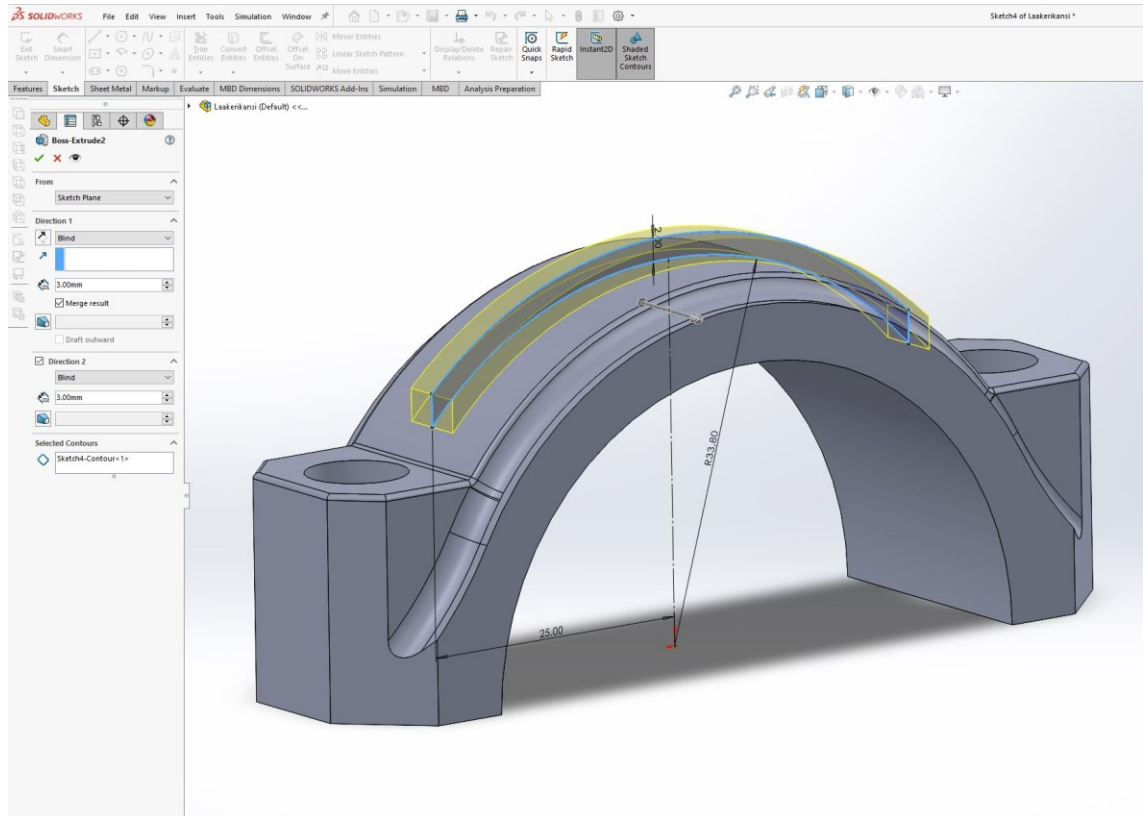 SOLIDWORKS File Edit View Insert Tools Simulation Window
Sketch4 of Laakerikansi *
Exit Sketch
Smart Dimension
Trim Entities
Convert Entities
Offset Entities
Offset On Surface
Mirror Entities
Linear Sketch Pattern
Move Entities
Display/Delete Relations
Repair Sketch
Quick Snaps
Rapid Sketch
Instant2D
Shaded Sketch Contours
Features Sketch Sheet Metal Markup Evaluate MBD Dimensions SOLIDWORKS Add-Ins Simulation MBD Analysis Preparation
Laakerikansi (Default) <<...
Boss-Extrude2
From
Sketch Plane
Direction 1
Blind
3.00mm
Merge result
Draft outward
Direction 2
Blind
3.00mm
Selected Contours
Sketch4-Contour<1>
R33,80
25,00